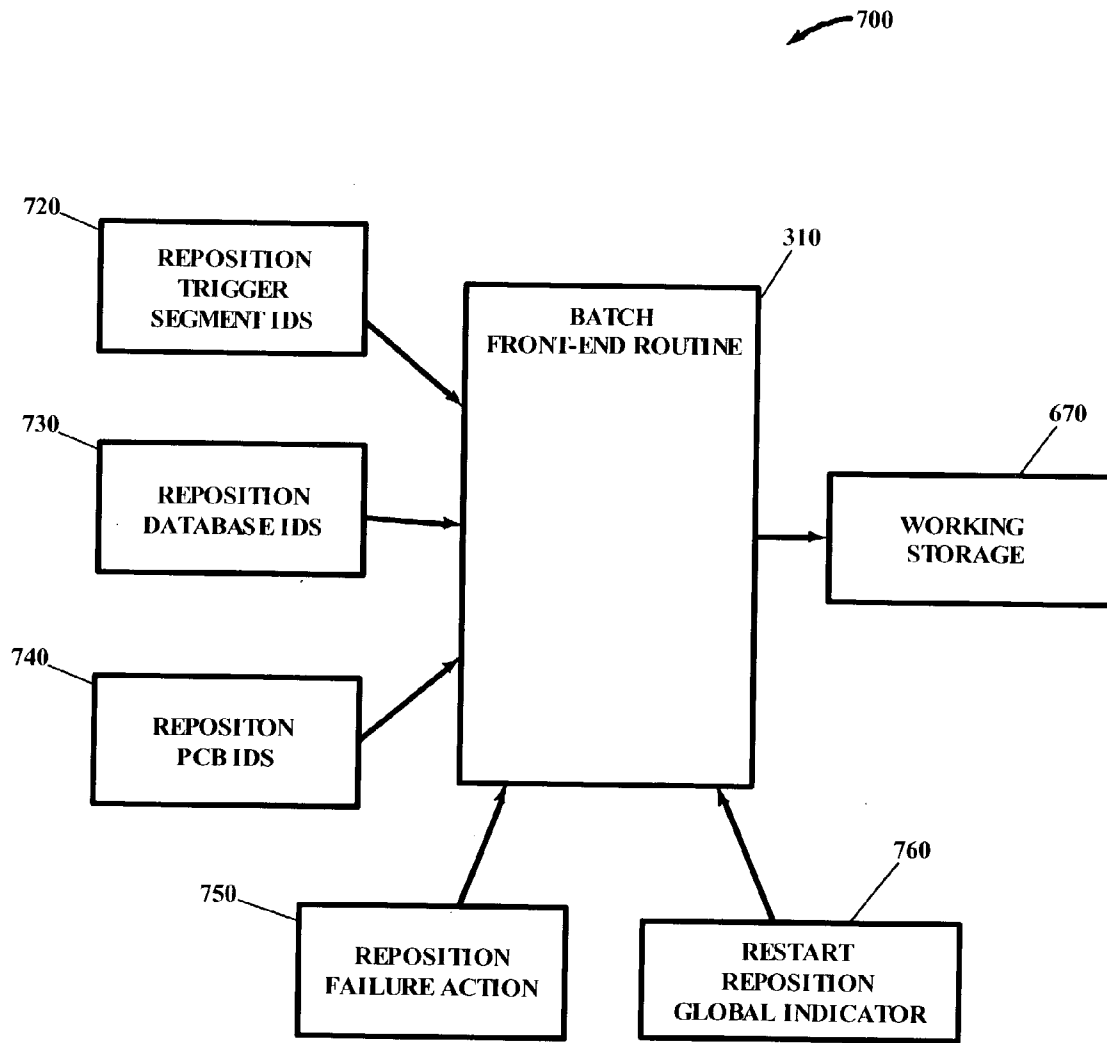 700
720
REPOSITION
TRIGGER
SEGMENT IDS
310
BATCH
FRONT-END ROUTINE
730
REPOSITION
DATABASE IDS
670
WORKING
STORAGE
740
REPOSITON
PCB IDS
750
REPOSITION
FAILURE ACTION
760
RESTART
REPOSITION
GLOBAL INDICATOR